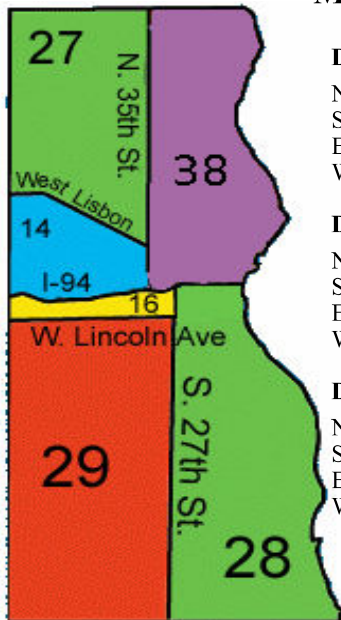 M
27
N. 35th St.
38
West Lisbon
14
I-94
16
W. Lincoln Ave
29
S. 27th St.
28
D
N
S
E
W
D
N
S
E
W
D
N
S
E
W